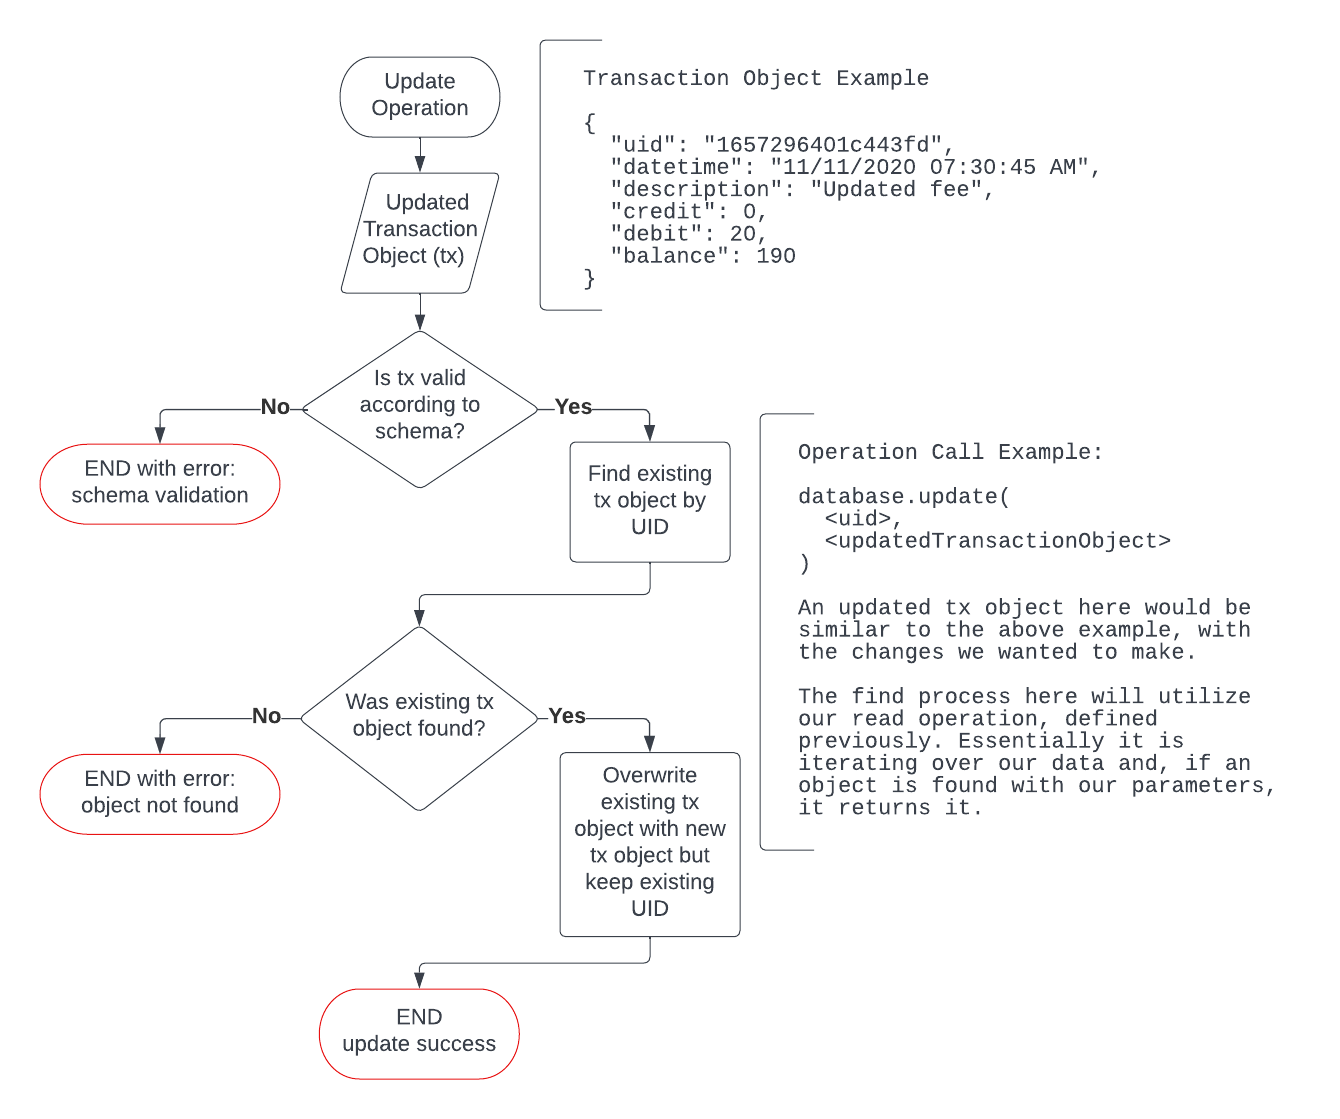 Update
Operation
Updated
Transaction
Object (tx)
Transaction Object Example
{
"uid": "1657296401c443fd",
"datetime": "11/11/2020 07:30:45 AM",
"description": "Updated fee",
"credit": 0,
"debit": 20,
"balance": 190
}
Is tx valid
according to
schema?
No
Yes
END with error:
schema validation
Find existing
tx object by
UID
Operation Call Example:
database.update(
<uid>,
<updatedTransactionObject>
)
An updated tx object here would be
similar to the above example, with
the changes we wanted to make.
The find process here will utilize
our read operation, defined
previously. Essentially it is
iterating over our data and, if an
object is found with our parameters,
it returns it.
Was existing tx
object found?
No
Yes
END with error:
object not found
Overwrite
existing tx
object with new
tx object but
keep existing
UID
END
update success